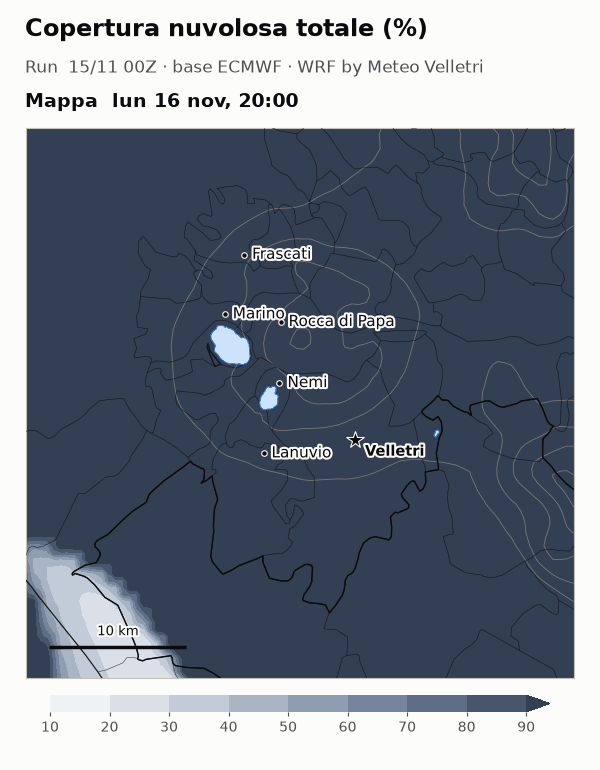 Copertura nuvolosa totale (%)
Run  15/11 00Z · base ECMWF · WRF by Meteo Velletri
Mappa  lun 16 nov, 20:00
Frascati
Marino
Rocca di Papa
Nemi
Velletri
Lanuvio
10 km
10 20 30 40 50 60 70 80 90